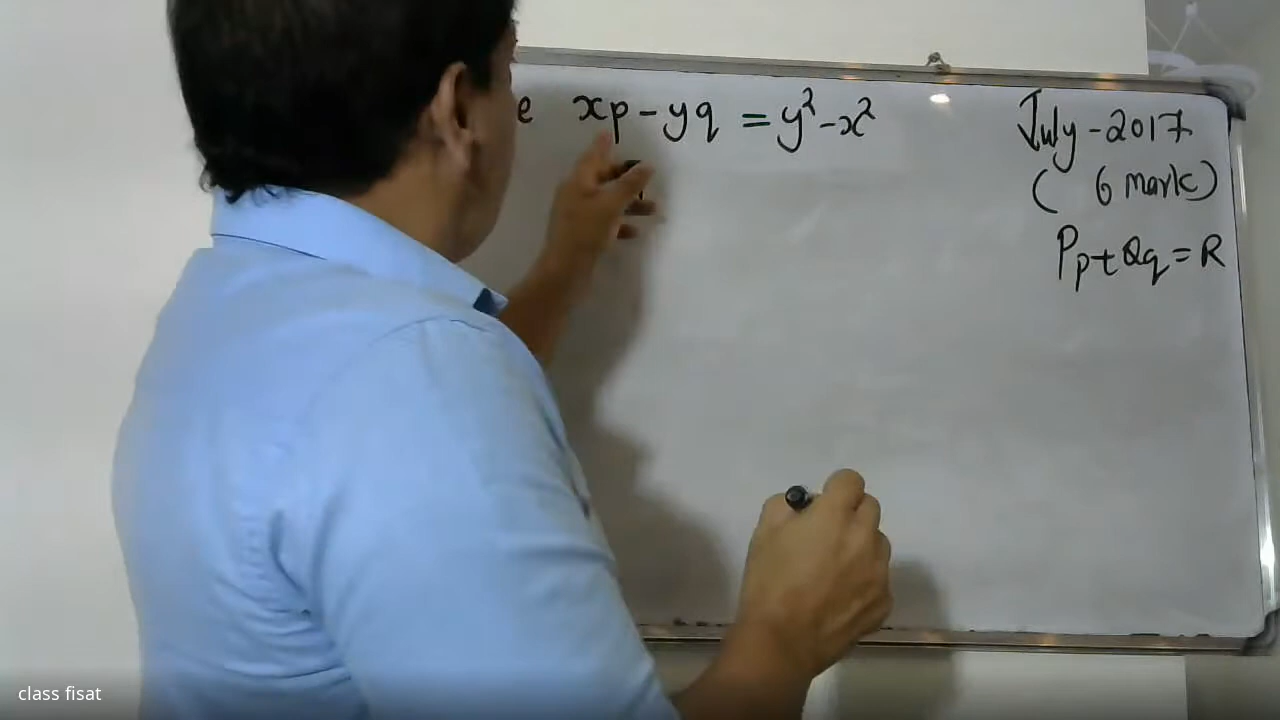 e xp - yq = y² - x²
July - 2017
( 6 mark)
Pp + Qq = R
class fisat